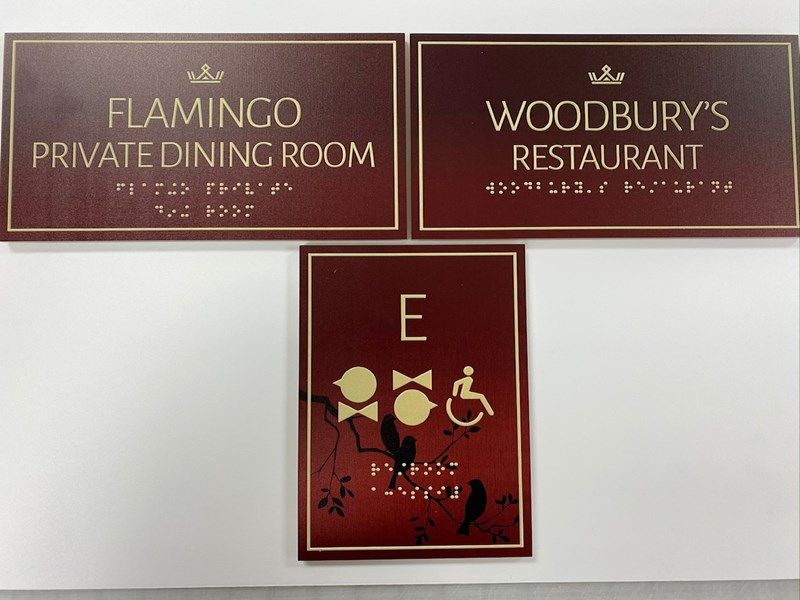 FLAMINGO
PRIVATE DINING ROOM
WOODBURY'S
RESTAURANT
E